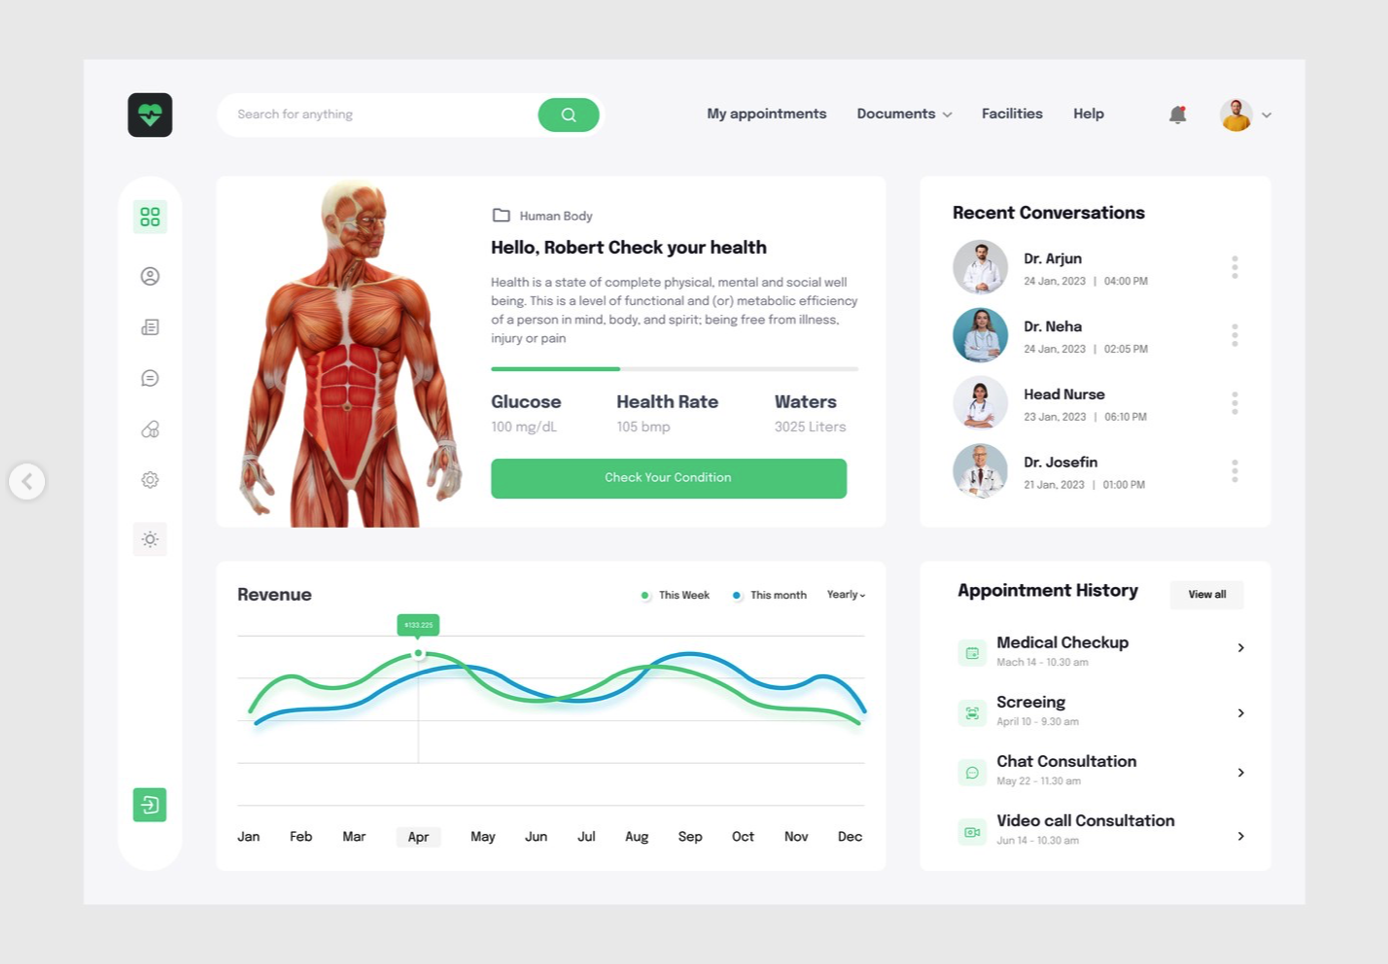 Search for anything
My appointments
Documents
Facilities
Help
Human Body
Hello, Robert Check your health
Health is a state of complete physical, mental and social well
being. This is a level of functional and (or) metabolic efficiency
of a person in mind, body, and spirit; being free from illness,
injury or pain
Glucose
100 mg/dL
Health Rate
105 bmp
Waters
3025 Liters
Check Your Condition
Recent Conversations
Dr. Arjun
24 Jan, 2023 | 04:00 PM
Dr. Neha
24 Jan, 2023 | 02:05 PM
Head Nurse
23 Jan, 2023 | 06:10 PM
Dr. Josefin
21 Jan, 2023 | 01:00 PM
Revenue
This Week
This month
Yearly
$133.225
Jan Feb Mar Apr May Jun Jul Aug Sep Oct Nov Dec
Appointment History
View all
Medical Checkup
Mach 14 - 10.30 am
Screeing
April 10 - 9.30 am
Chat Consultation
May 22 - 11.30 am
Video call Consultation
Jun 14 - 10.30 am